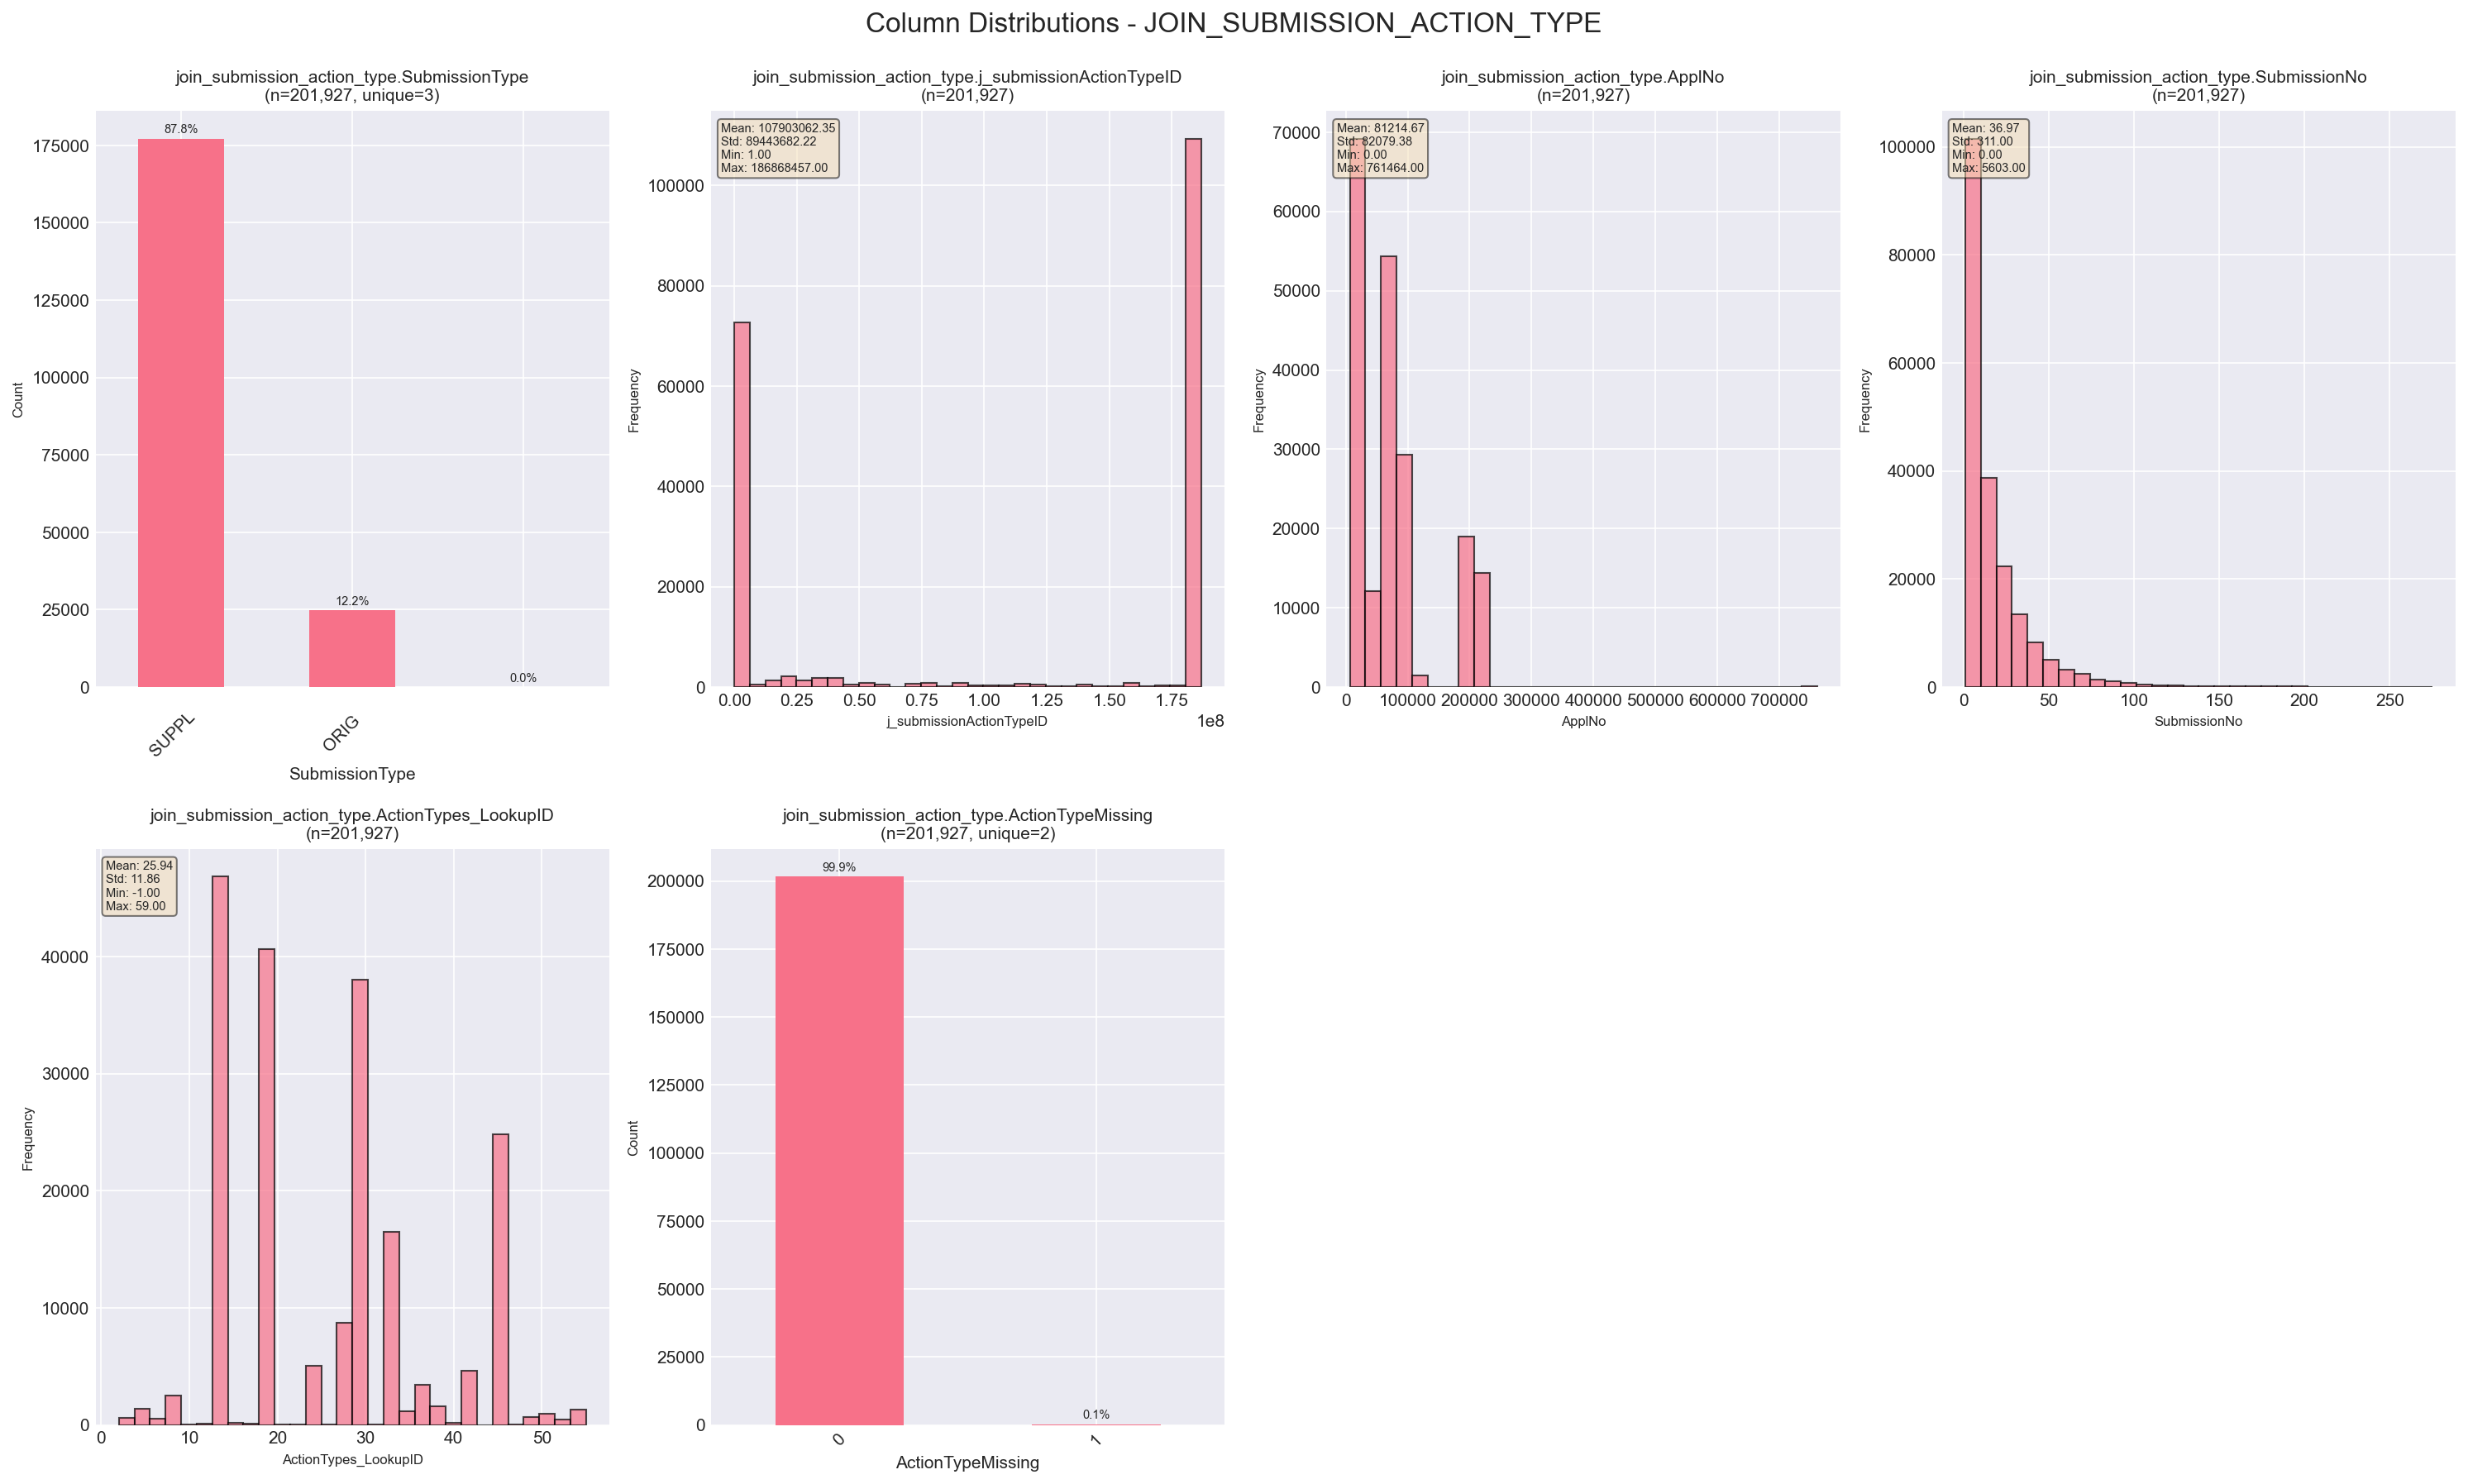 Column Distributions - JOIN_SUBMISSION_ACTION_TYPE
join_submission_action_type.SubmissionType
(n=201,927, unique=3)
87.8%
12.2%
0.0%
175000
150000
125000
100000
75000
50000
25000
0
Count
SUPPL
ORIG
SubmissionType
join_submission_action_type.j_submissionActionTypeID
(n=201,927)
Mean: 107903062.35
Std: 89443682.22
Min: 1.00
Max: 186868457.00
100000
80000
60000
40000
20000
0
Frequency
0.00 0.25 0.50 0.75 1.00 1.25 1.50 1.75
1e8
j_submissionActionTypeID
join_submission_action_type.ApplNo
(n=201,927)
Mean: 81214.67
Std: 82079.38
Min: 0.00
Max: 761464.00
70000
60000
50000
40000
30000
20000
10000
0
Frequency
0 100000 200000 300000 400000 500000 600000 700000
ApplNo
join_submission_action_type.SubmissionNo
(n=201,927)
Mean: 36.97
Std: 311.00
Min: 0.00
Max: 5603.00
100000
80000
60000
40000
20000
0
Frequency
0 50 100 150 200 250
SubmissionNo
join_submission_action_type.ActionTypes_LookupID
(n=201,927)
Mean: 25.94
Std: 11.86
Min: -1.00
Max: 59.00
40000
30000
20000
10000
0
Frequency
0 10 20 30 40 50
ActionTypes_LookupID
join_submission_action_type.ActionTypeMissing
(n=201,927, unique=2)
99.9%
0.1%
200000
175000
150000
125000
100000
75000
50000
25000
0
Count
0
1
ActionTypeMissing